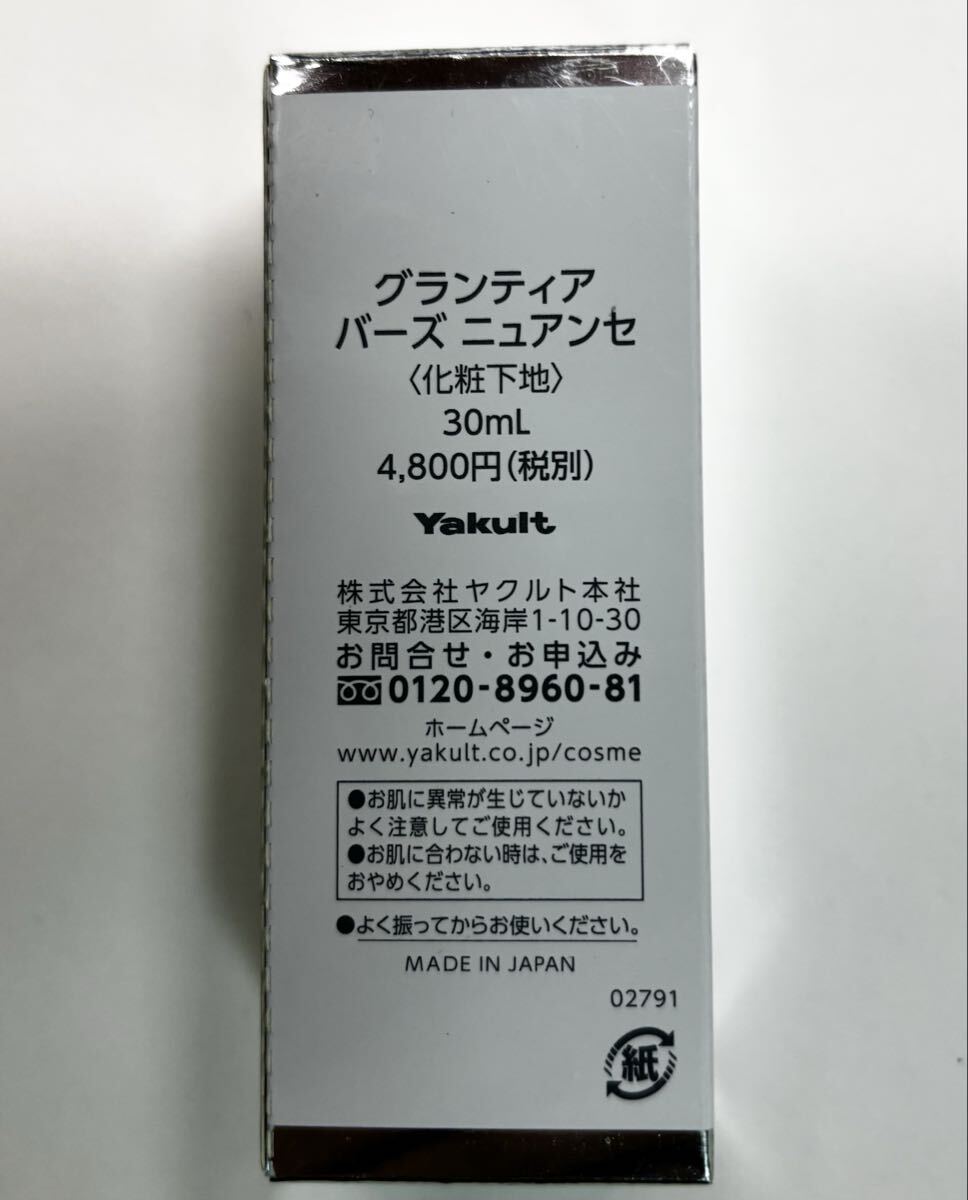 グランティア
バーズ ニュアンセ
〈化粧下地〉
30mL
4,800円(税別)
Yakult
株式会社ヤクルト本社
東京都港区海岸1-10-30
お問合せ・お申込み
0120-8960-81
ホームページ
www.yakult.co.jp/cosme
●お肌に異常が生じていないか
よく注意してご使用ください。
●お肌に合わない時は、ご使用を
おやめください。
●よく振ってからお使いください。
MADE IN JAPAN
02791
紙